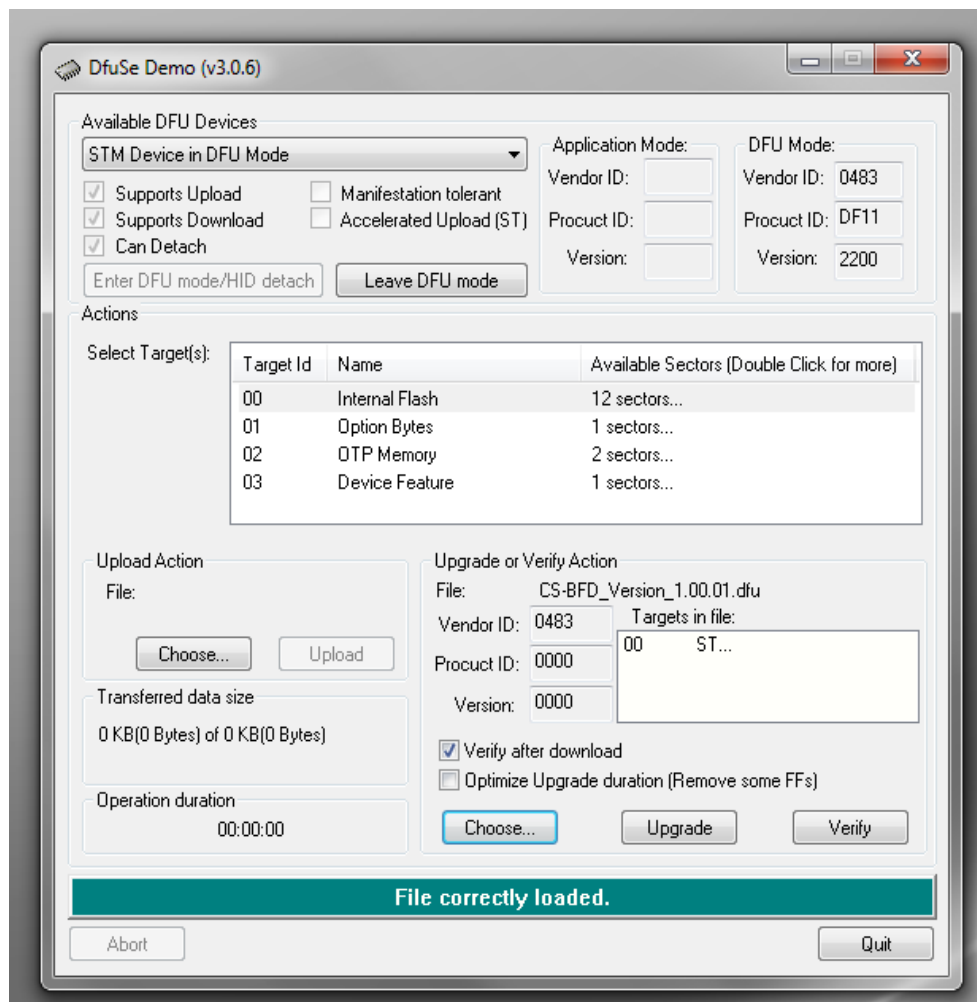 DfuSe Demo (v3.0.6)
Available DFU Devices
STM Device in DFU Mode
Supports Upload
Manifestation tolerant
Supports Download
Accelerated Upload (ST)
Can Detach
Enter DFU mode/HID detach
Leave DFU mode
Application Mode:
Vendor ID:
Procuct ID:
Version:
DFU Mode:
Vendor ID: 0483
Procuct ID: DF11
Version: 2200
Actions
Select Target(s):
Target Id Name Available Sectors (Double Click for more)
00 Internal Flash 12 sectors...
01 Option Bytes 1 sectors...
02 OTP Memory 2 sectors...
03 Device Feature 1 sectors...
Upload Action
File:
Choose... Upload
Transferred data size
0 KB(0 Bytes) of 0 KB(0 Bytes)
Operation duration
00:00:00
Upgrade or Verify Action
File: CS-BFD_Version_1.00.01.dfu
Vendor ID: 0483
Procuct ID: 0000
Version: 0000
Targets in file:
00 ST...
Verify after download
Optimize Upgrade duration (Remove some FFs)
Choose... Upgrade Verify
File correctly loaded.
Abort Quit